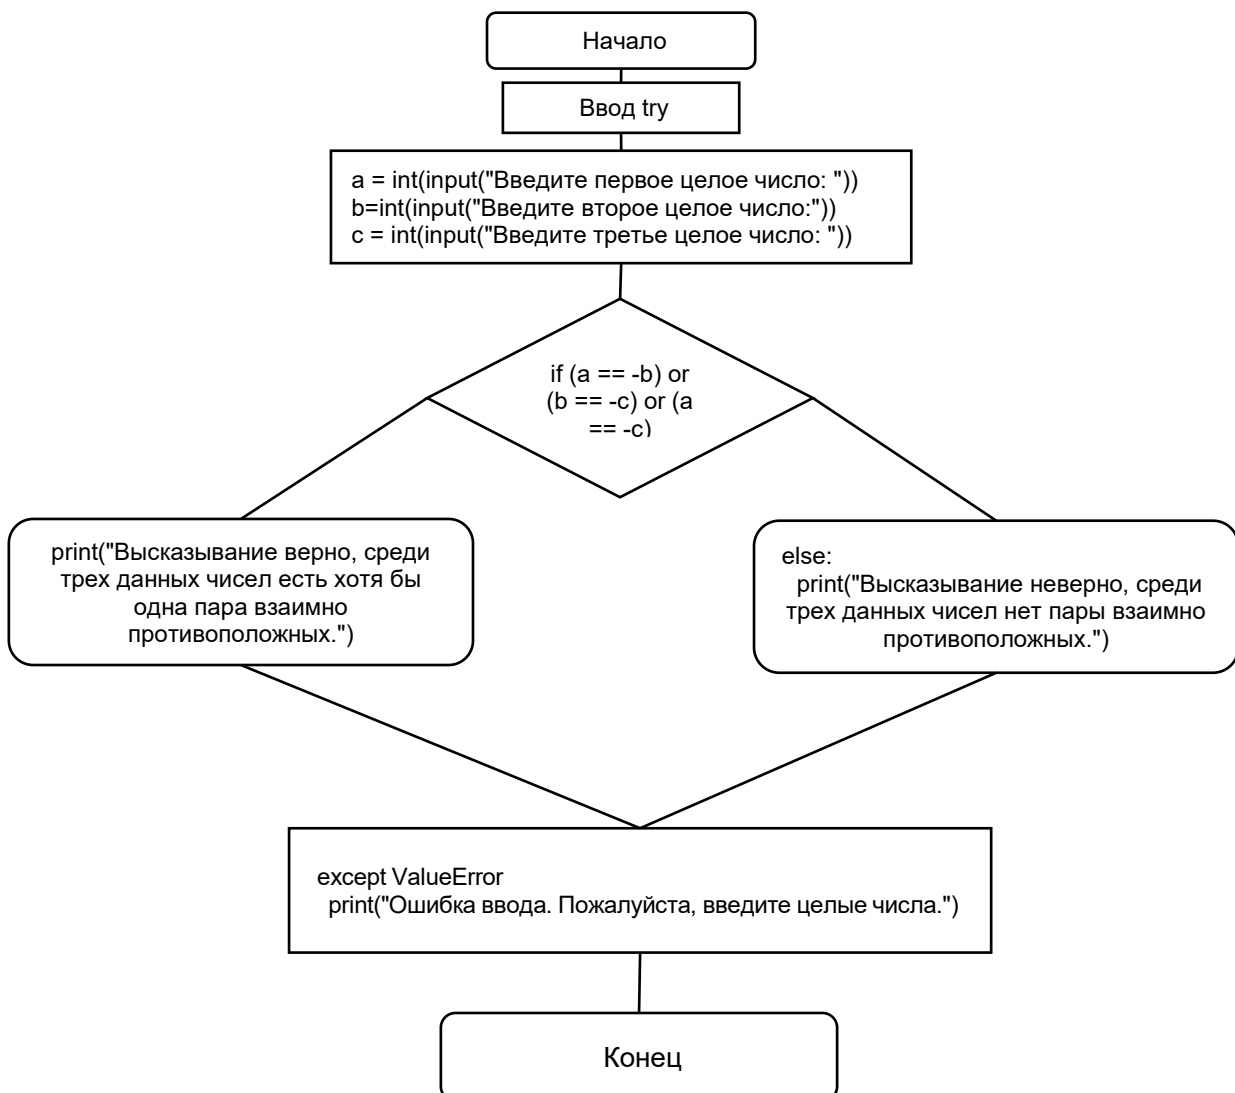 Начало
Ввод try
a = int(input("Введите первое целое число: "))
b=int(input("Введите второе целое число:"))
c = int(input("Введите третье целое число: "))
if (a == -b) or
(b == -c) or (a
== -c)
print("Высказывание верно, среди
трех данных чисел есть хотя бы
одна пара взаимно
противоположных.")
else:
print("Высказывание неверно, среди
трех данных чисел нет пары взаимно
противоположных.")
except ValueError
print("Ошибка ввода. Пожалуйста, введите целые числа.")
Конец